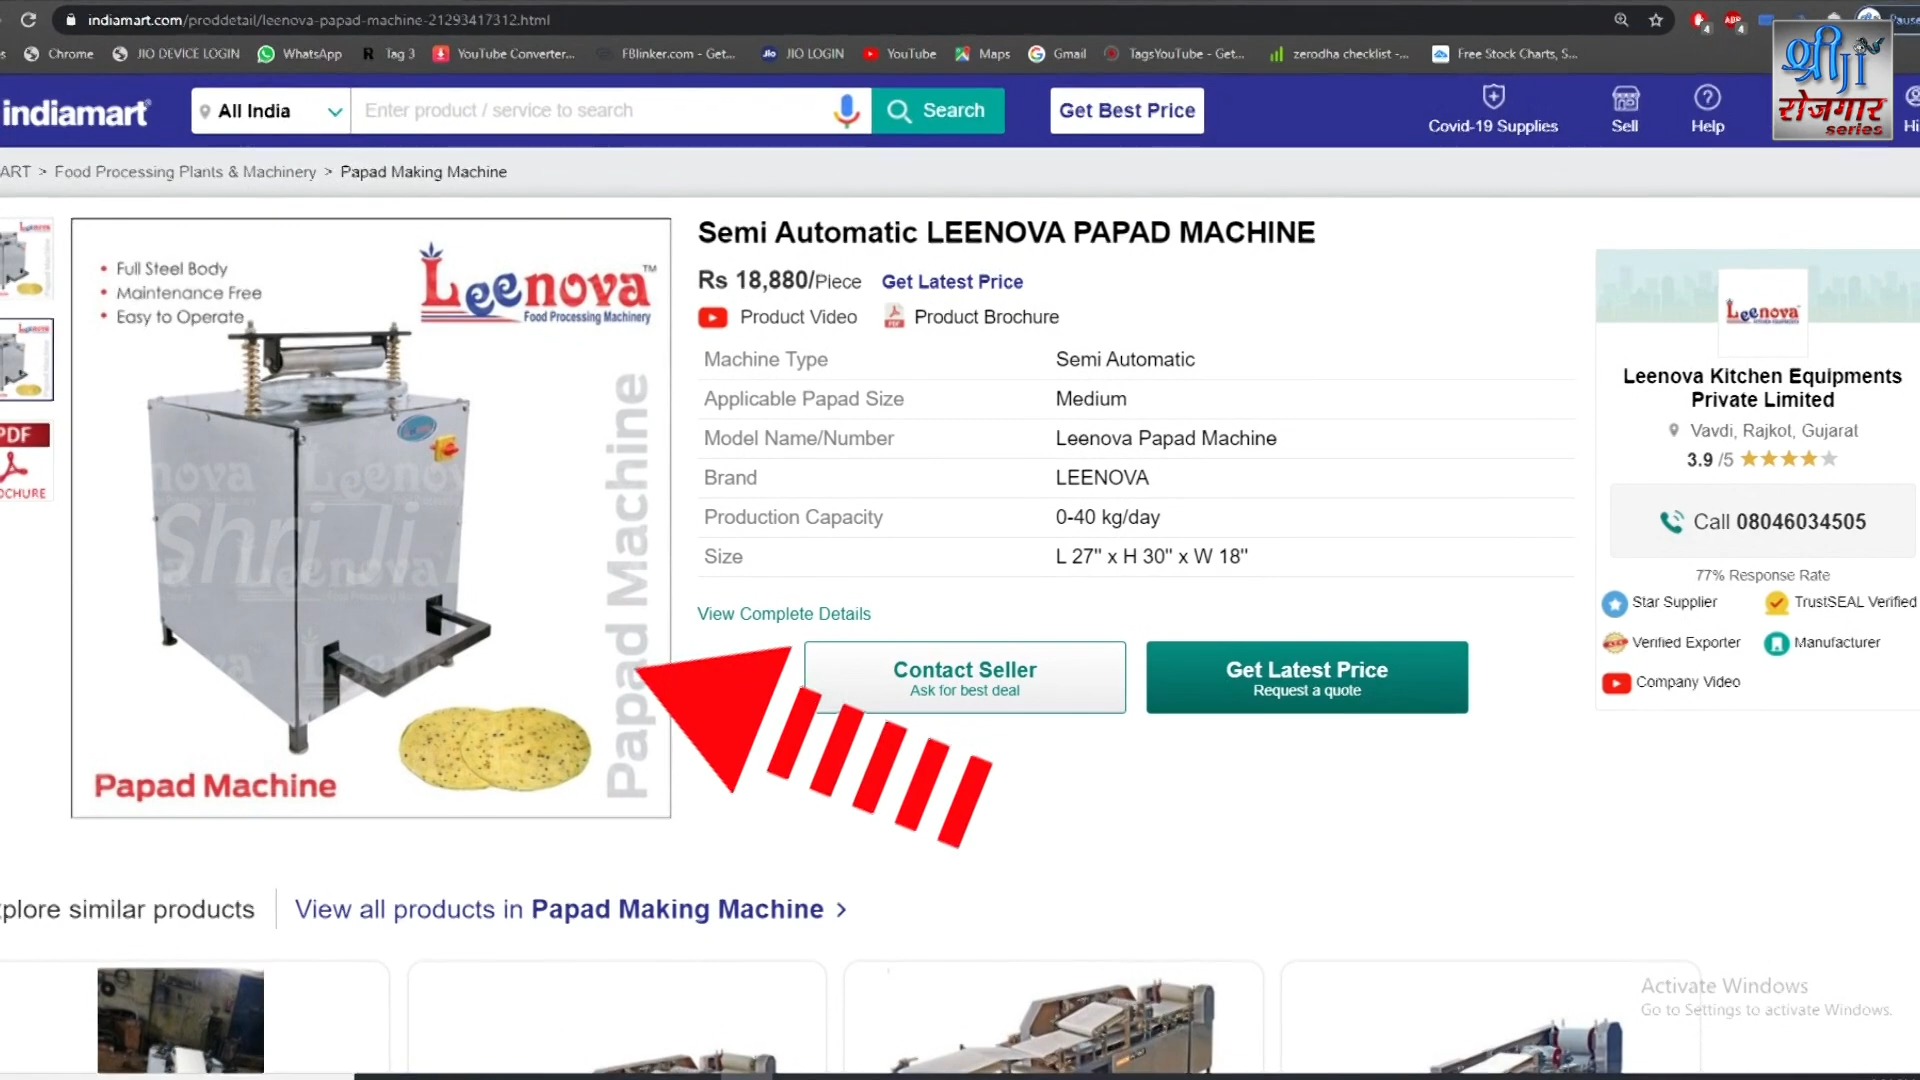 indiamart.com/proddetail/leenova-papad-machine-21293417312.html
Chrome JIO DEVICE LOGIN WhatsApp Tag 3 YouTube Converter... FBlinker.com - Get... JIO LOGIN YouTube Maps Gmail TagsYouTube - Get... zerodha checklist -... Free Stock Charts, S...
श्रीजी
रोजगार
series
indiamart
All India
Enter product / service to search
Search
Get Best Price
Covid-19 Supplies
Sell
Help
Hi
ART > Food Processing Plants & Machinery > Papad Making Machine
PDF
OCHURE
• Full Steel Body
• Maintenance Free
• Easy to Operate
Leenova™
Food Processing Machinery
Shri Ji
Papad Machine
Papad Machine
Semi Automatic LEENOVA PAPAD MACHINE
Rs 18,880/Piece Get Latest Price
Product Video Product Brochure
Machine Type Semi Automatic
Applicable Papad Size Medium
Model Name/Number Leenova Papad Machine
Brand LEENOVA
Production Capacity 0-40 kg/day
Size L 27" x H 30" x W 18"
View Complete Details
Contact Seller
Ask for best deal
Get Latest Price
Request a quote
Leenova
Leenova Kitchen Equipments
Private Limited
Vavdi, Rajkot, Gujarat
3.9 /5
Call 08046034505
77% Response Rate
Star Supplier TrustSEAL Verified
Verified Exporter Manufacturer
Company Video
plore similar products
View all products in Papad Making Machine >
Activate Windows
Go to Settings to activate Windows.